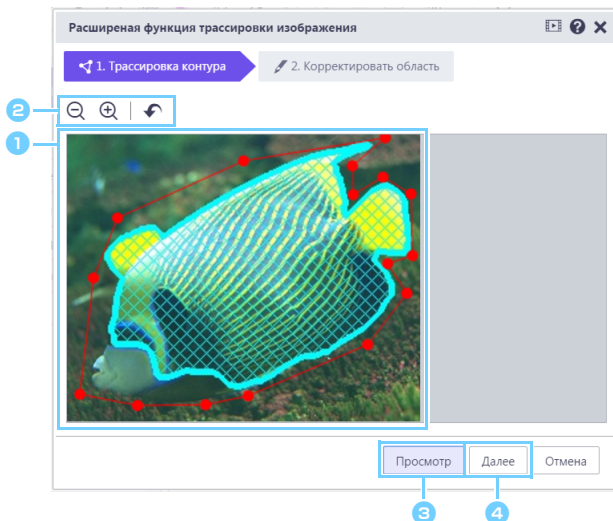 Расширеная функция трассировки изображения
1. Трассировка контура
2. Корректировать область
2
1
Просмотр
Далее
Отмена
3
4